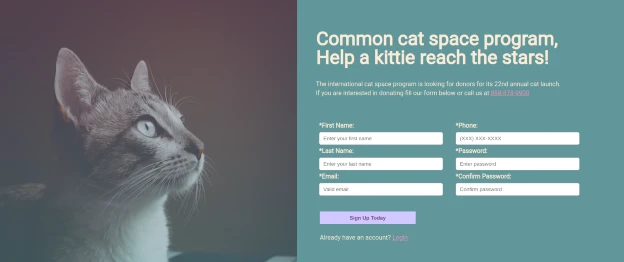 Common cat space program,
Help a kittie reach the stars!
The international cat space program is looking for donors for its 22nd annual cat launch.
If you are interested in donating fill our form below or call us at
*First Name:
*Phone:
Enter your first name
(XXX) XXX-XXXX
*Last Name:
*Password:
Enter your last name
Enter password
*Email:
*Confirm Password:
Valid email
Confirm password
Sign Up Today
Already have an account? Login